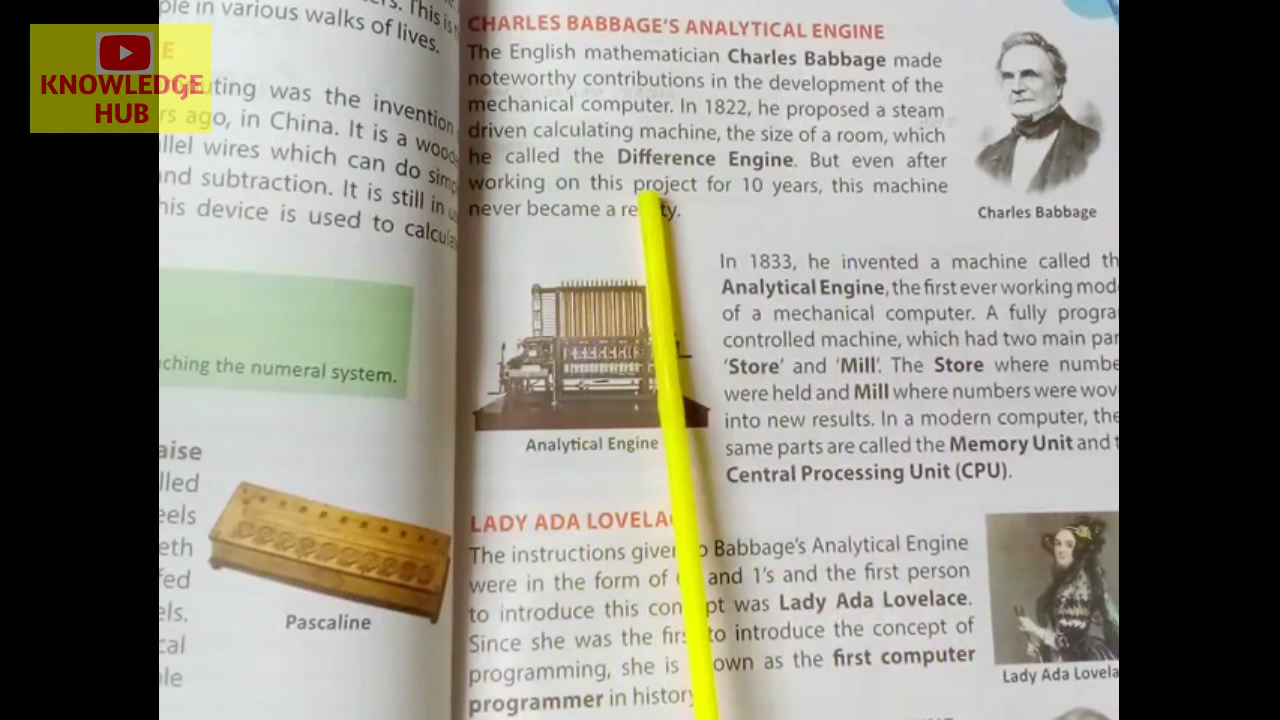 KNOWLEDGE
HUB
ple in various walks of lives.
This is
uting was the invention
rs ago, in China. It is a
llel wires which can do
nd subtraction. It is still in
his device is used to
ching the numeral system.
aise
lled
eels
eth
fed
els.
cal
ple
Pascaline
CHARLES BABBAGE'S ANALYTICAL ENGINE
The English mathematician Charles Babbage made
noteworthy contributions in the development of the
mechanical computer. In 1822, he proposed a steam
driven calculating machine, the size of a room, which
he called the Difference Engine. But even after
working on this project for 10 years, this machine
never became a re ty.
Charles Babbage
In 1833, he invented a machine called th
Analytical Engine, the first ever working mod
of a mechanical computer. A fully progra
controlled machine, which had two main par
'Store' and 'Mill'. The Store where numbe
were held and Mill where numbers were wov
into new results. In a modern computer, the
same parts are called the Memory Unit and t
Central Processing Unit (CPU).
Analytical Engine
LADY ADA LOVELAC
The instructions given o Babbage's Analytical Engine
were in the form of and 1's and the first person
to introduce this con pt was Lady Ada Lovelace.
Since she was the firs to introduce the concept of
programming, she is own as the first computer
programmer in history
Lady Ada Lovela